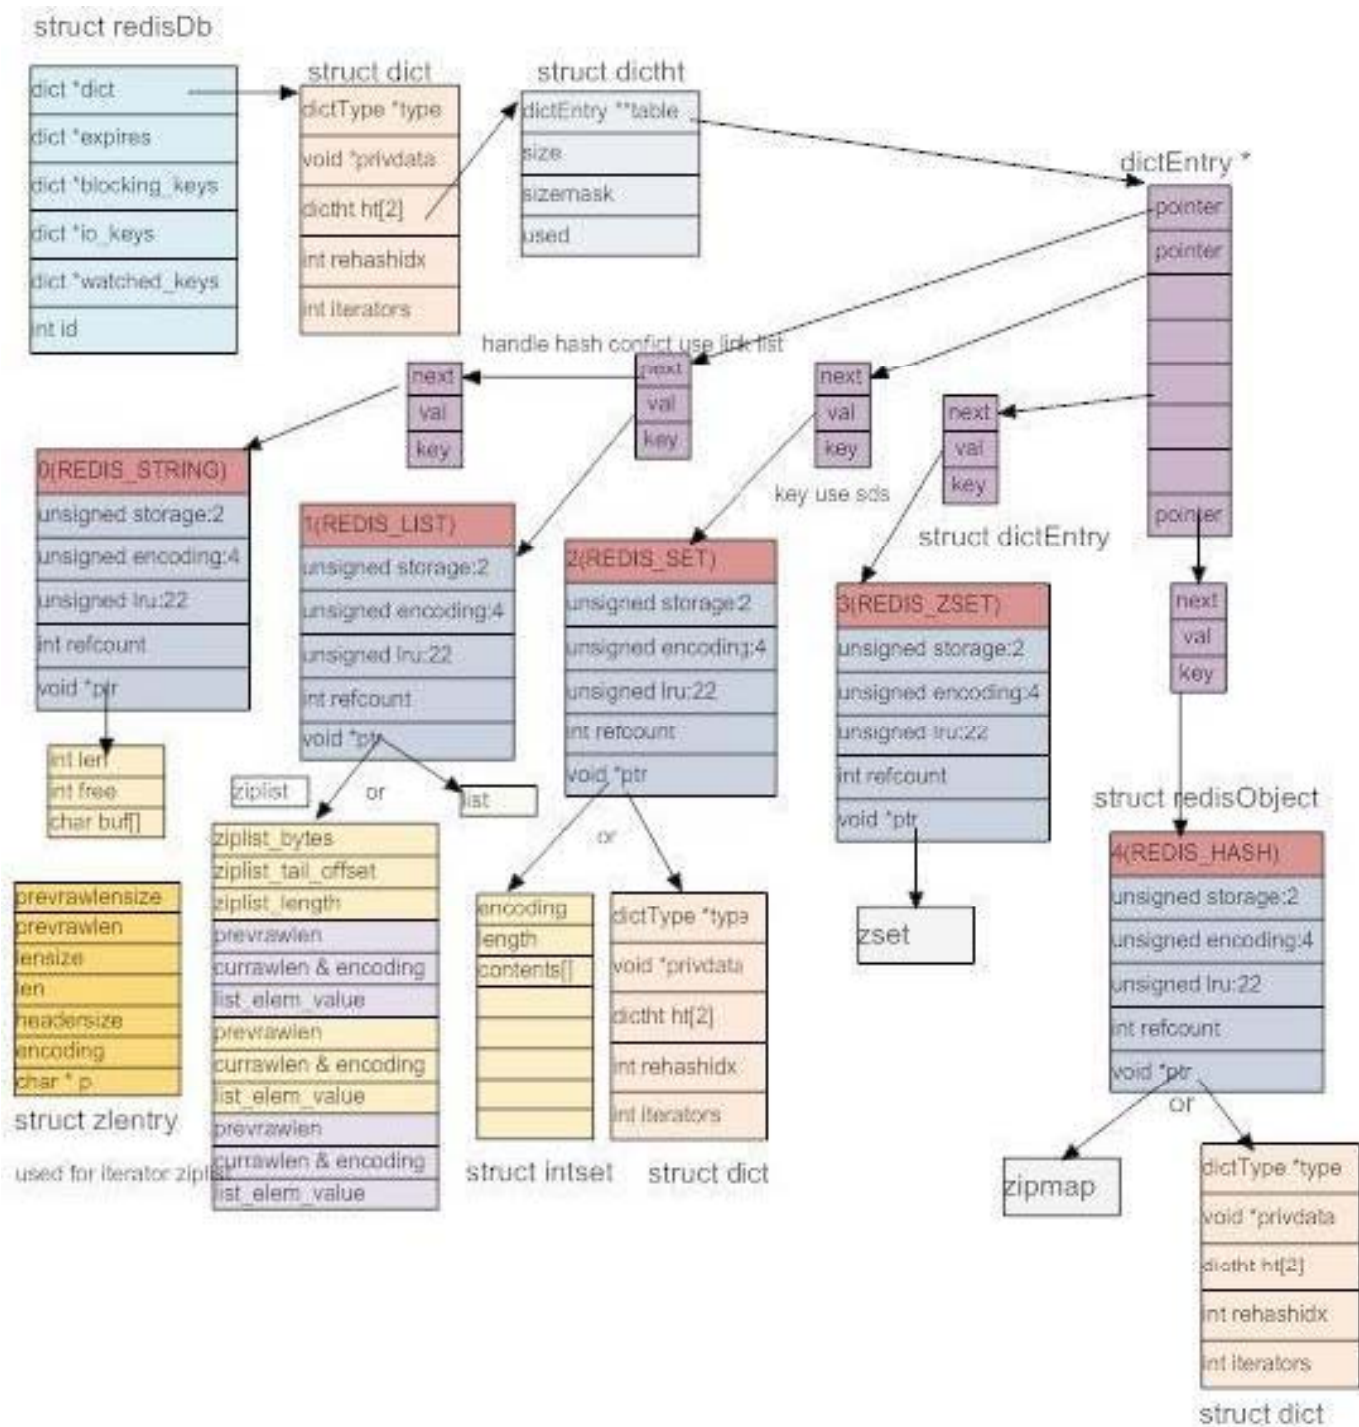 struct redisDb
dict *dict
dict *expires
dict *blocking_keys
dict *io_keys
dict *watched_keys
int id
struct dict
dictType *type
void *privdata
dictht ht[2]
int rehashidx
int iterators
struct dictht
dictEntry **table
size
sizemask
used
dictEntry *
pointer
pointer
pointer
handle hash confict use link list
next
val
key
next
val
key
next
val
key
key use sds
next
val
key
struct dictEntry
next
val
key
0(REDIS_STRING)
unsigned storage:2
unsigned encoding:4
unsigned lru:22
int refcount
void *ptr
int len
int free
char buf[]
1(REDIS_LIST)
unsigned storage:2
unsigned encoding:4
unsigned lru:22
int refcount
void *ptr
ziplist
or
list
ziplist_bytes
ziplist_tail_offset
ziplist_length
prevrawlen
currawlen & encoding
list_elem_value
prevrawlen
currawlen & encoding
list_elem_value
prevrawlen
currawlen & encoding
list_elem_value
prevrawlensize
prevrawlen
lensize
len
headersize
encoding
char * p
struct zlentry
used for iterator ziplist
2(REDIS_SET)
unsigned storage:2
unsigned encoding:4
unsigned lru:22
int refcount
void *ptr
or
encoding
length
contents[]
struct intset
dictType *type
void *privdata
dictht ht[2]
int rehashidx
int iterators
struct dict
3(REDIS_ZSET)
unsigned storage:2
unsigned encoding:4
unsigned lru:22
int refcount
void *ptr
zset
struct redisObject
4(REDIS_HASH)
unsigned storage:2
unsigned encoding:4
unsigned lru:22
int refcount
void *ptr
or
zipmap
dictType *type
void *privdata
dictht ht[2]
int rehashidx
int iterators
struct dict